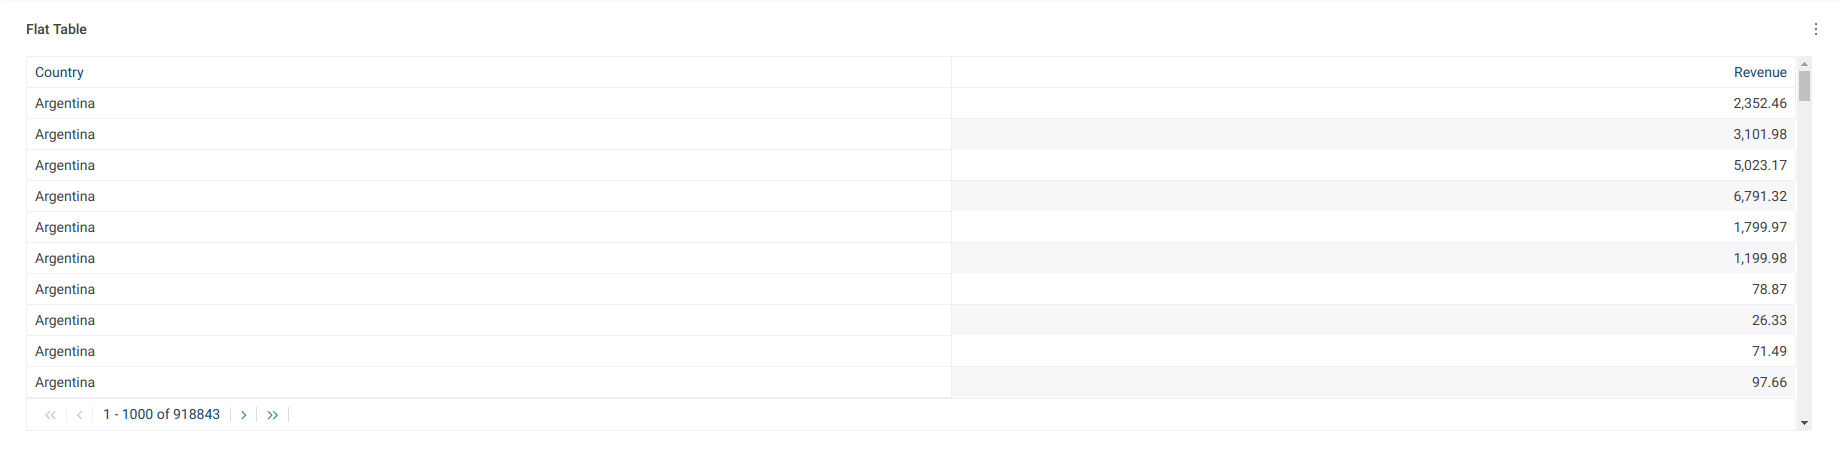 Flat Table
Country Revenue
Argentina 2,352.46
Argentina 3,101.98
Argentina 5,023.17
Argentina 6,791.32
Argentina 1,799.97
Argentina 1,199.98
Argentina 78.87
Argentina 26.33
Argentina 71.49
Argentina 97.66
1 - 1000 of 918843